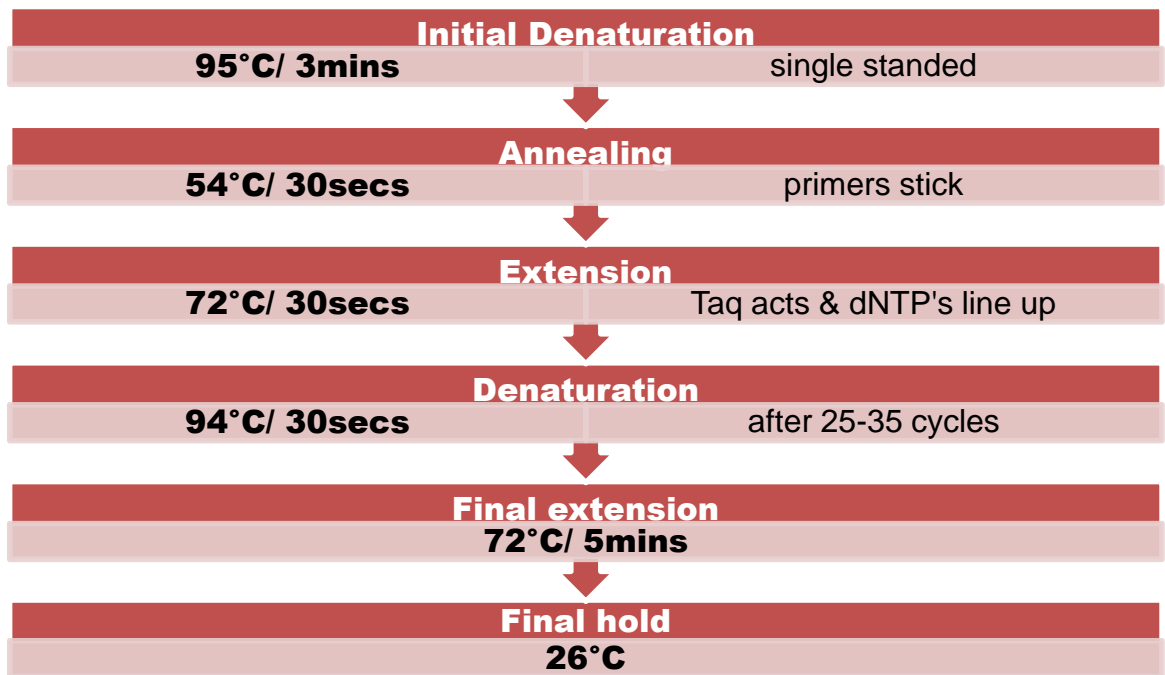 Initial Denaturation
95°C/ 3mins
single standed
Annealing
54°C/ 30secs
primers stick
Extension
72°C/ 30secs
Taq acts & dNTP's line up
Denaturation
94°C/ 30secs
after 25-35 cycles
Final extension
72°C/ 5mins
Final hold
26°C